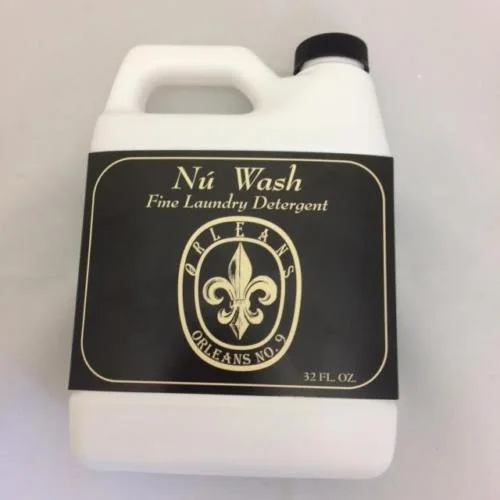 Nú Wash
Fine Laundry Detergent
ORLEANS
ORLEANS NO. 9
32 FL. OZ.